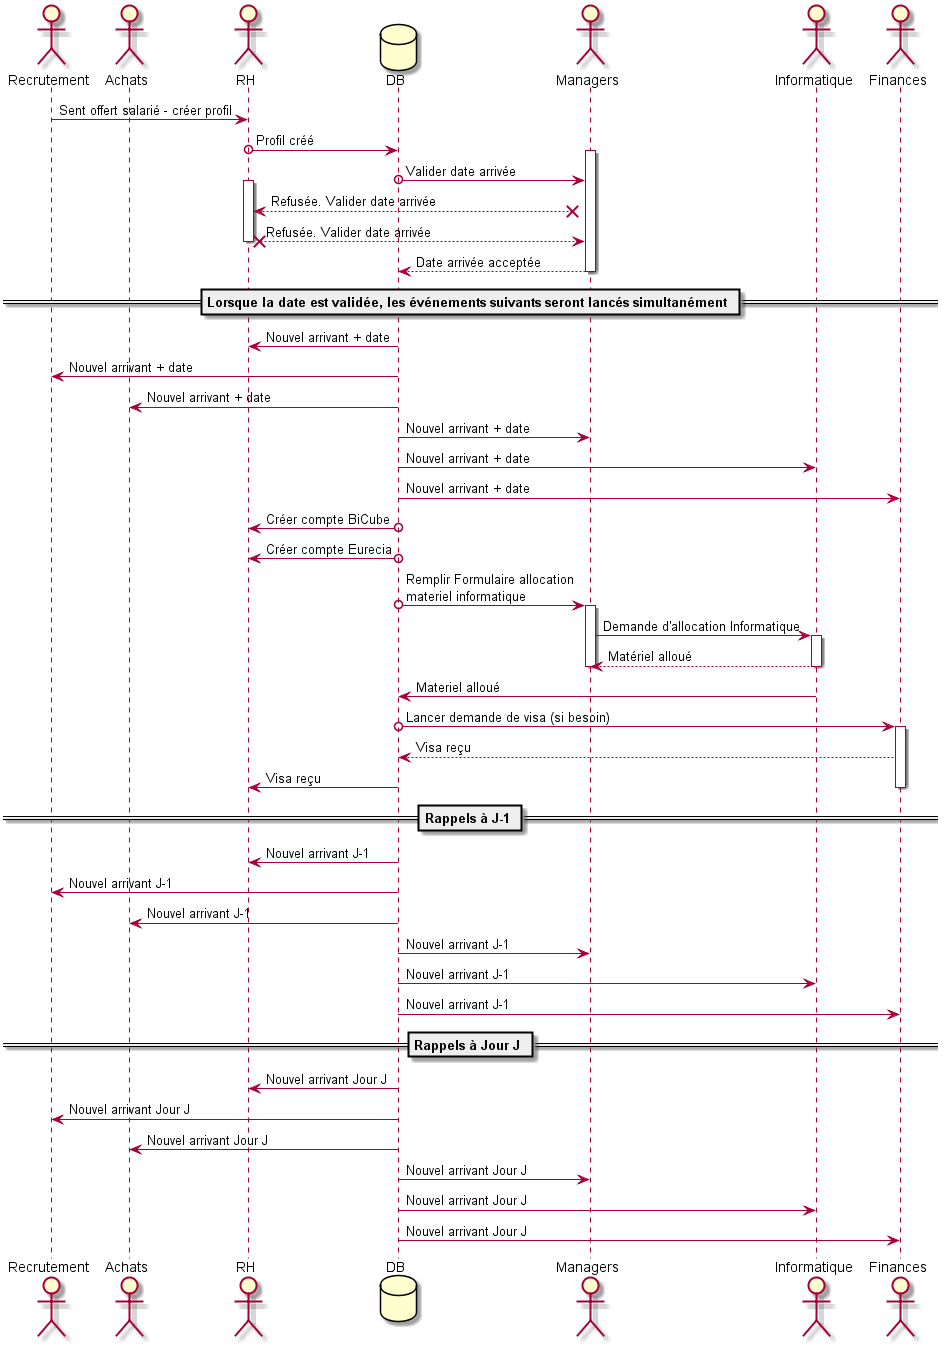 Recrutement Achats RH DB Managers Informatique Finances
Sent offert salarié - créer profil
Profil créé
Valider date arrivée
Refusée. Valider date arrivée
Refusée. Valider date arrivée
Date arrivée acceptée
Lorsque la date est validée, les événements suivants seront lancés simultanément
Nouvel arrivant + date
Nouvel arrivant + date
Nouvel arrivant + date
Nouvel arrivant + date
Nouvel arrivant + date
Nouvel arrivant + date
Créer compte BiCube
Créer compte Eurecia
Remplir Formulaire allocation
materiel informatique
Demande d'allocation Informatique
Matériel alloué
Materiel alloué
Lancer demande de visa (si besoin)
Visa reçu
Visa reçu
Rappels à J-1
Nouvel arrivant J-1
Nouvel arrivant J-1
Nouvel arrivant J-1
Nouvel arrivant J-1
Nouvel arrivant J-1
Nouvel arrivant J-1
Rappels à Jour J
Nouvel arrivant Jour J
Nouvel arrivant Jour J
Nouvel arrivant Jour J
Nouvel arrivant Jour J
Nouvel arrivant Jour J
Nouvel arrivant Jour J
Recrutement Achats RH DB Managers Informatique Finances